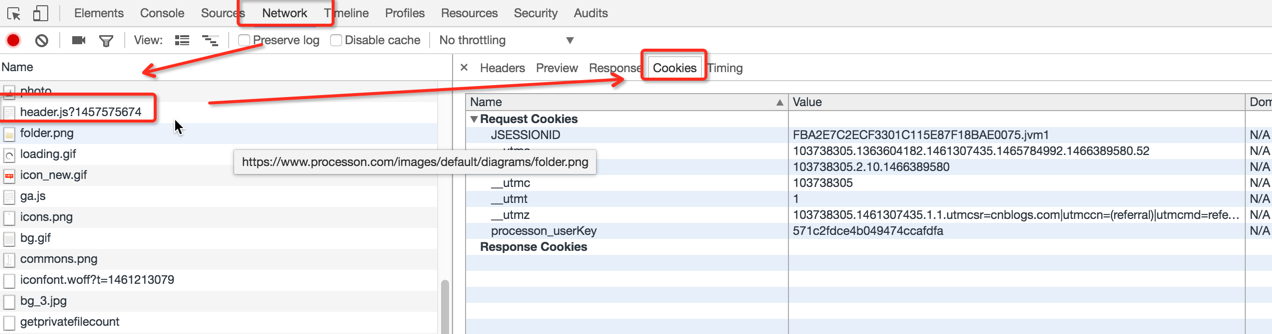 Elements Console Sources Network Timeline Profiles Resources Security Audits
View: Preserve log Disable cache No throttling
Name
× Headers Preview Response Cookies Timing
photo
header.js?1457575674
folder.png
loading.gif
icon_new.gif
ga.js
icons.png
bg.gif
commons.png
iconfont.woff?t=1461213079
bg_3.jpg
getprivatefilecount
https://www.processon.com/images/default/diagrams/folder.png
Name Value Dom
Request Cookies
JSESSIONID FBA2E7C2ECF3301C115E87F18BAE0075.jvm1 N/A
103738305.1363604182.1461307435.1465784992.1466389580.52 N/A
103738305.2.10.1466389580 N/A
__utmc 103738305 N/A
__utmt 1 N/A
__utmz 103738305.1461307435.1.1.utmcsr=cnblogs.com|utmccn=(referral)|utmcmd=refe... N/A
processon_userKey 571c2fdce4b049474ccafdfa N/A
Response Cookies